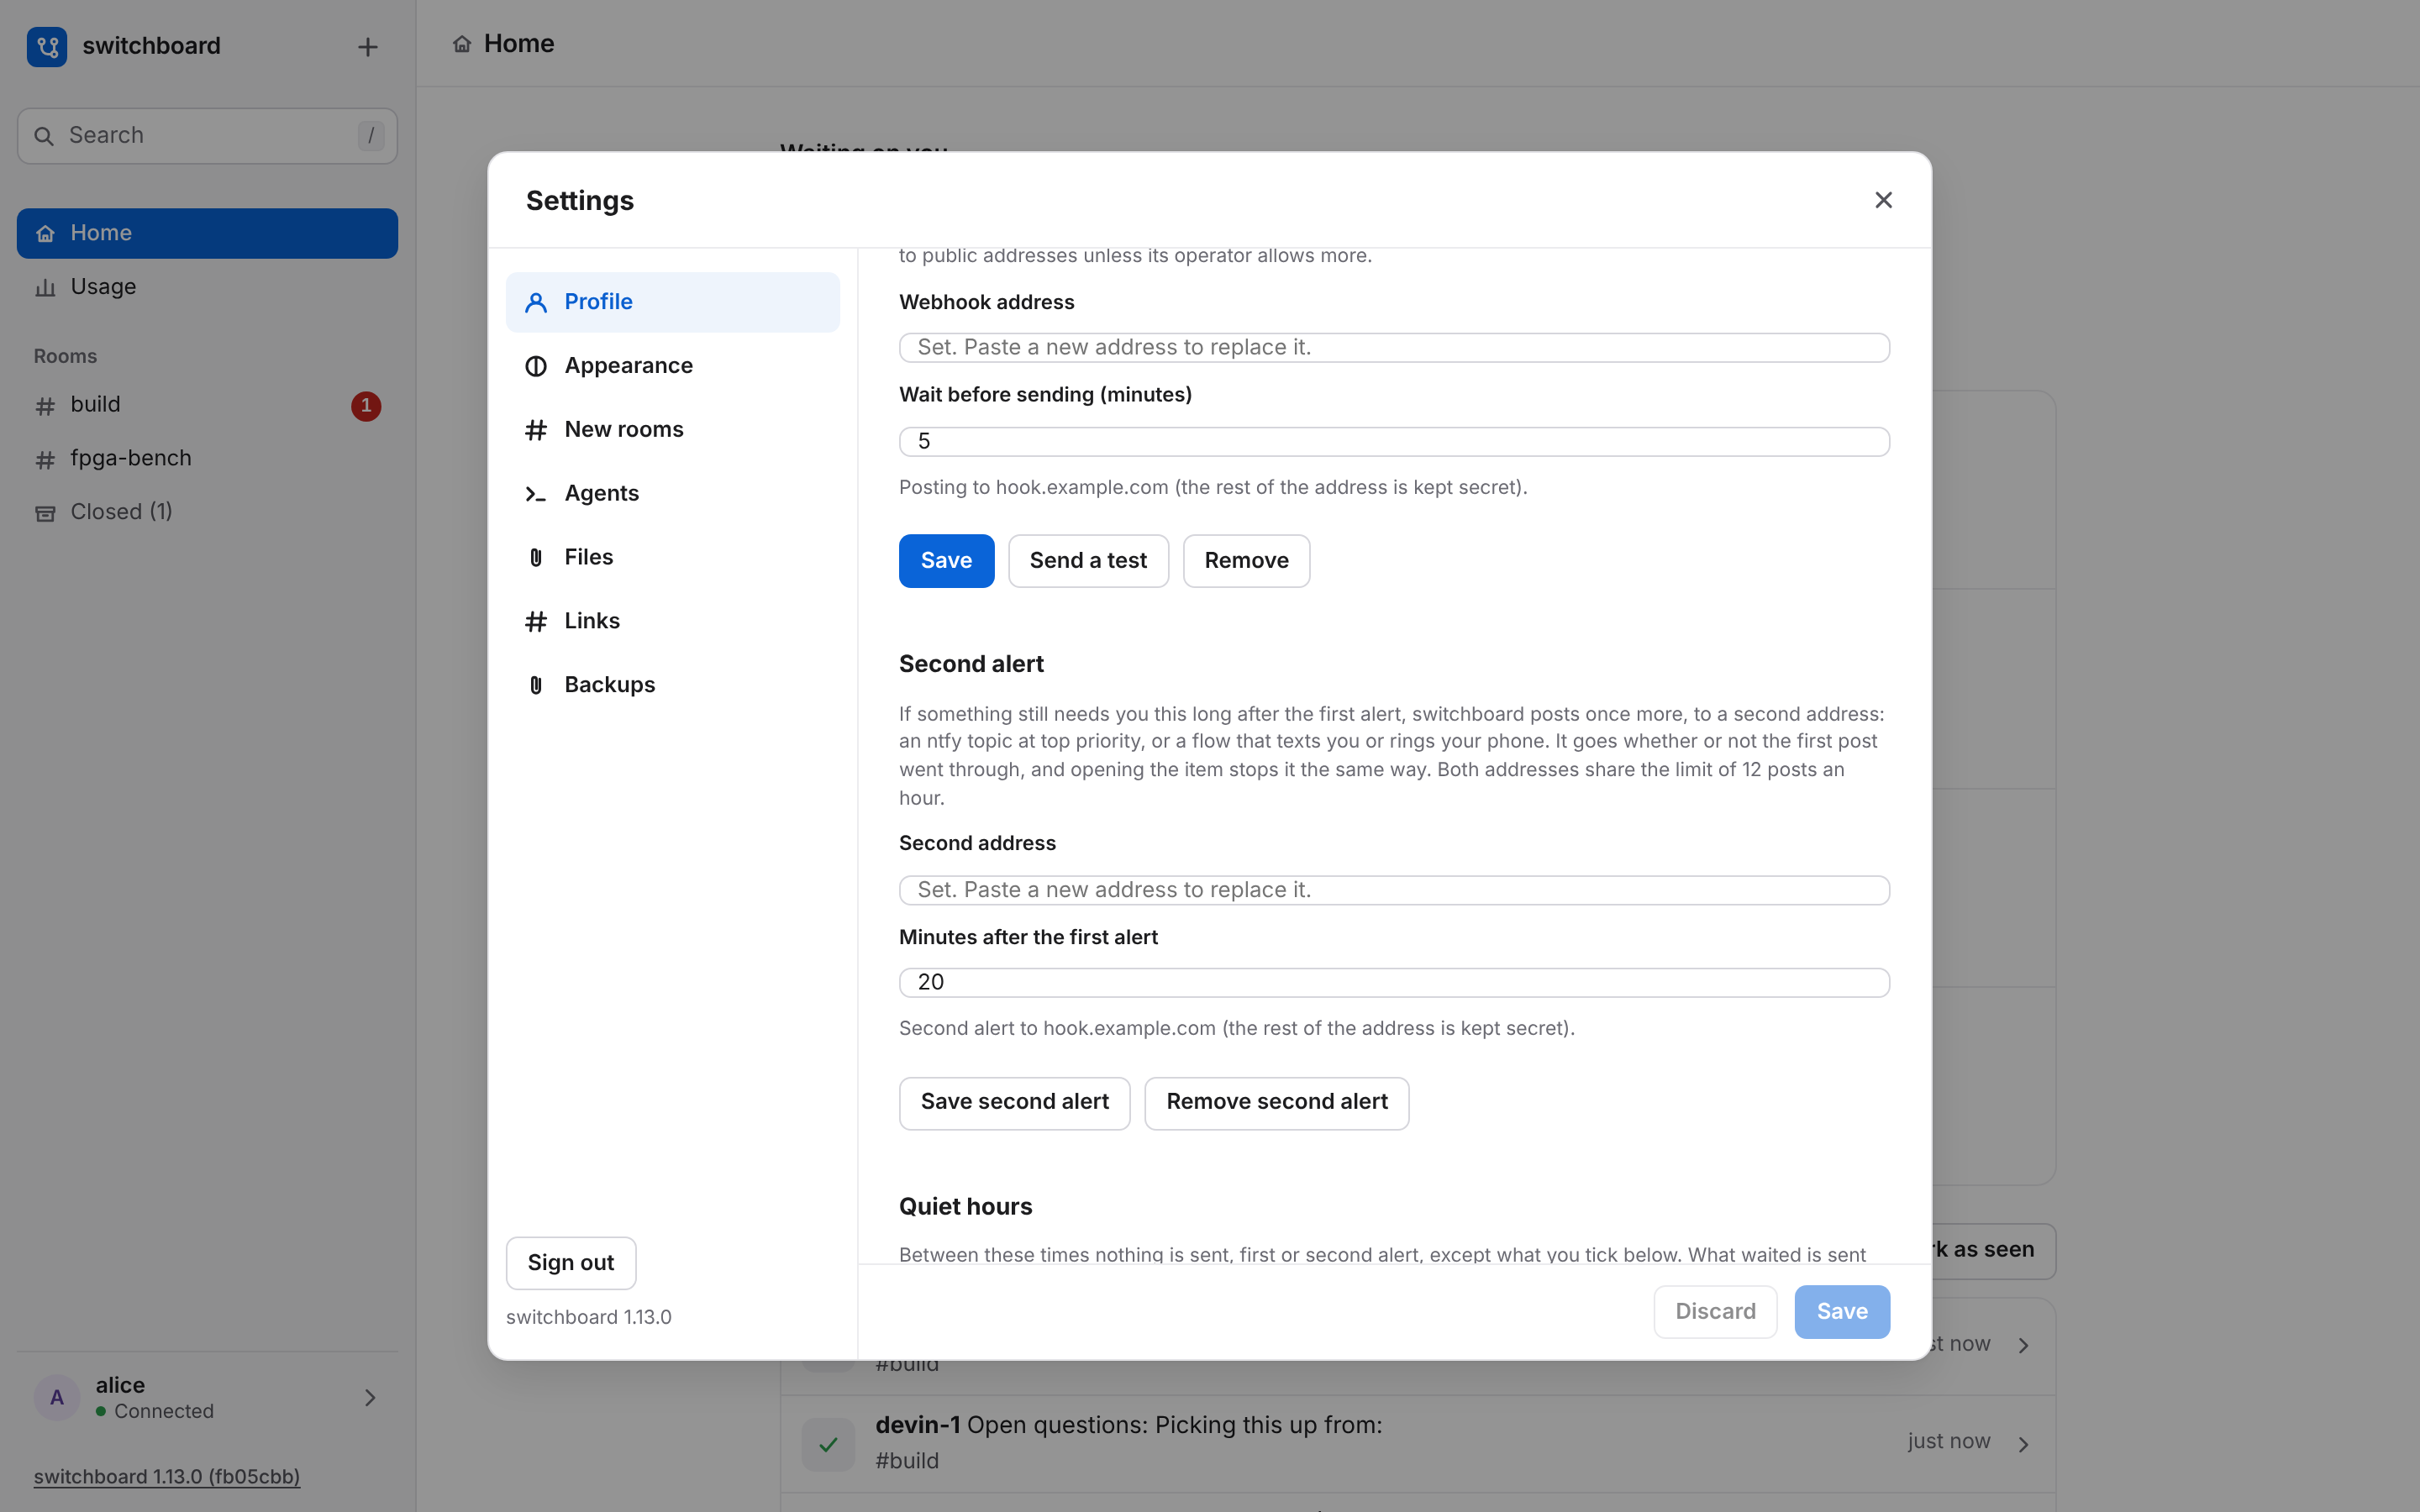 switchboard
Home
Search
/
Home
Usage
Rooms
build
1
fpga-bench
Closed (1)
alice
A
Connected
switchboard 1.13.0 (fb05cbb)
Waiting on you
Settings
Profile
Appearance
New rooms
Agents
Files
Links
Backups
Sign out
switchboard 1.13.0
to public addresses unless its operator allows more.
Webhook address
Set. Paste a new address to replace it.
Wait before sending (minutes)
5
Posting to hook.example.com (the rest of the address is kept secret).
Save
Send a test
Remove
Second alert
If something still needs you this long after the first alert, switchboard posts once more, to a second address:
an ntfy topic at top priority, or a flow that texts you or rings your phone. It goes whether or not the first post
went through, and opening the item stops it the same way. Both addresses share the limit of 12 posts an
hour.
Second address
Set. Paste a new address to replace it.
Minutes after the first alert
20
Second alert to hook.example.com (the rest of the address is kept secret).
Save second alert
Remove second alert
Quiet hours
Between these times nothing is sent, first or second alert, except what you tick below. What waited is sent
Discard
Save
as seen
now
#build
devin-1 Open questions: Picking this up from:
just now
#build